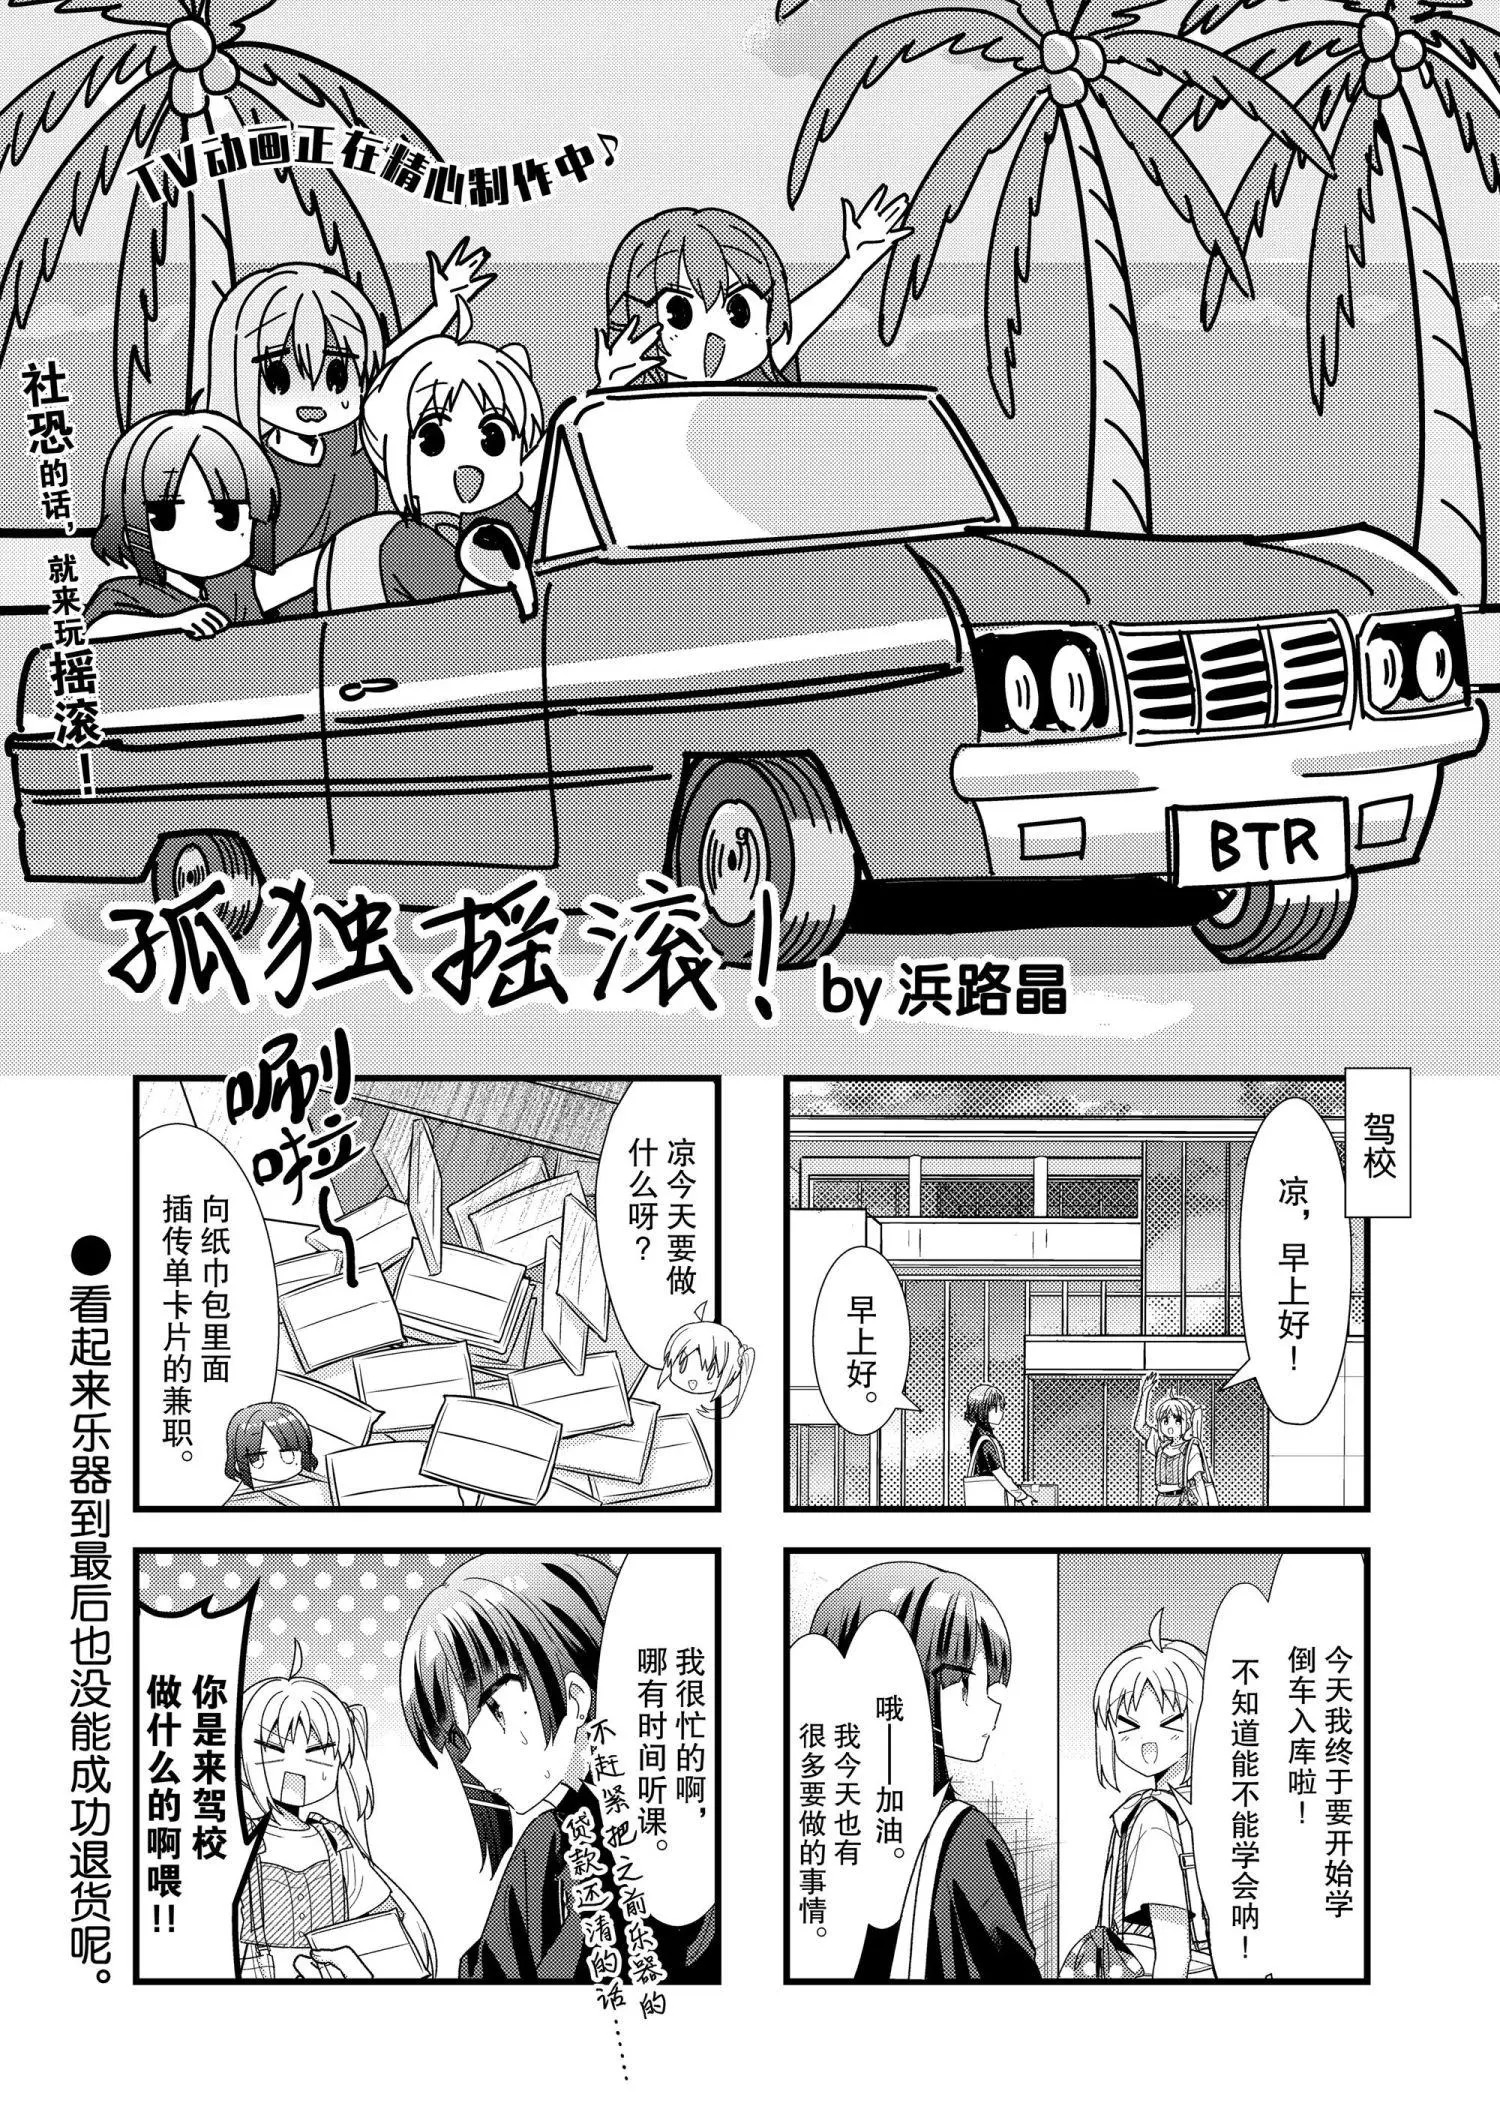 TV动画正在精心制作中♪
社恐的话，就来玩摇滚！
BTR
孤独摇滚！
by 浜路晶
驾校
凉，早上好！
早上好。
今天我终于要开始学
倒车入库啦！
不知道能不能学会呐！
哦——加油。
我今天也有
很多要做的事情。
凉今天要做
什么呀？
唰啦
向纸巾包里面
插传单卡片的兼职。
我很忙的啊，
哪有时间听课。
不赶紧把之前乐器的
贷款还清的话……
你是来驾校
做什么的啊喂！！
●看起来乐器到最后也没能成功退货呢。